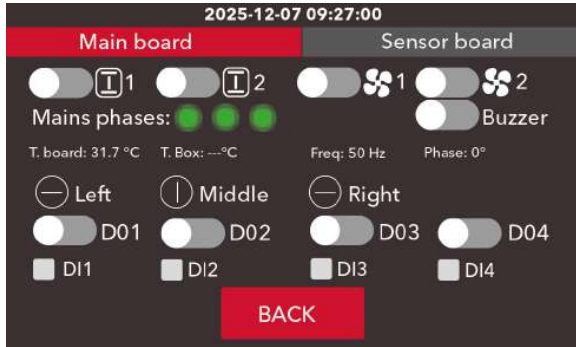 2025-12-07 09:27:00
Main board Sensor board
1 2 1 2
Mains phases: Buzzer
T. board: 31.7 °C T. Box: ---°C Freq: 50 Hz Phase: 0°
Left Middle Right
D01 D02 D03 D04
DI1 DI2 DI3 DI4
BACK